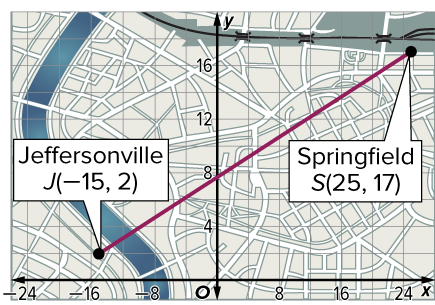 y
16
12
8
4
Jeffersonville
J(−15, 2)
Springfield
S(25, 17)
−24 −16 −8 O 8 16 24 x